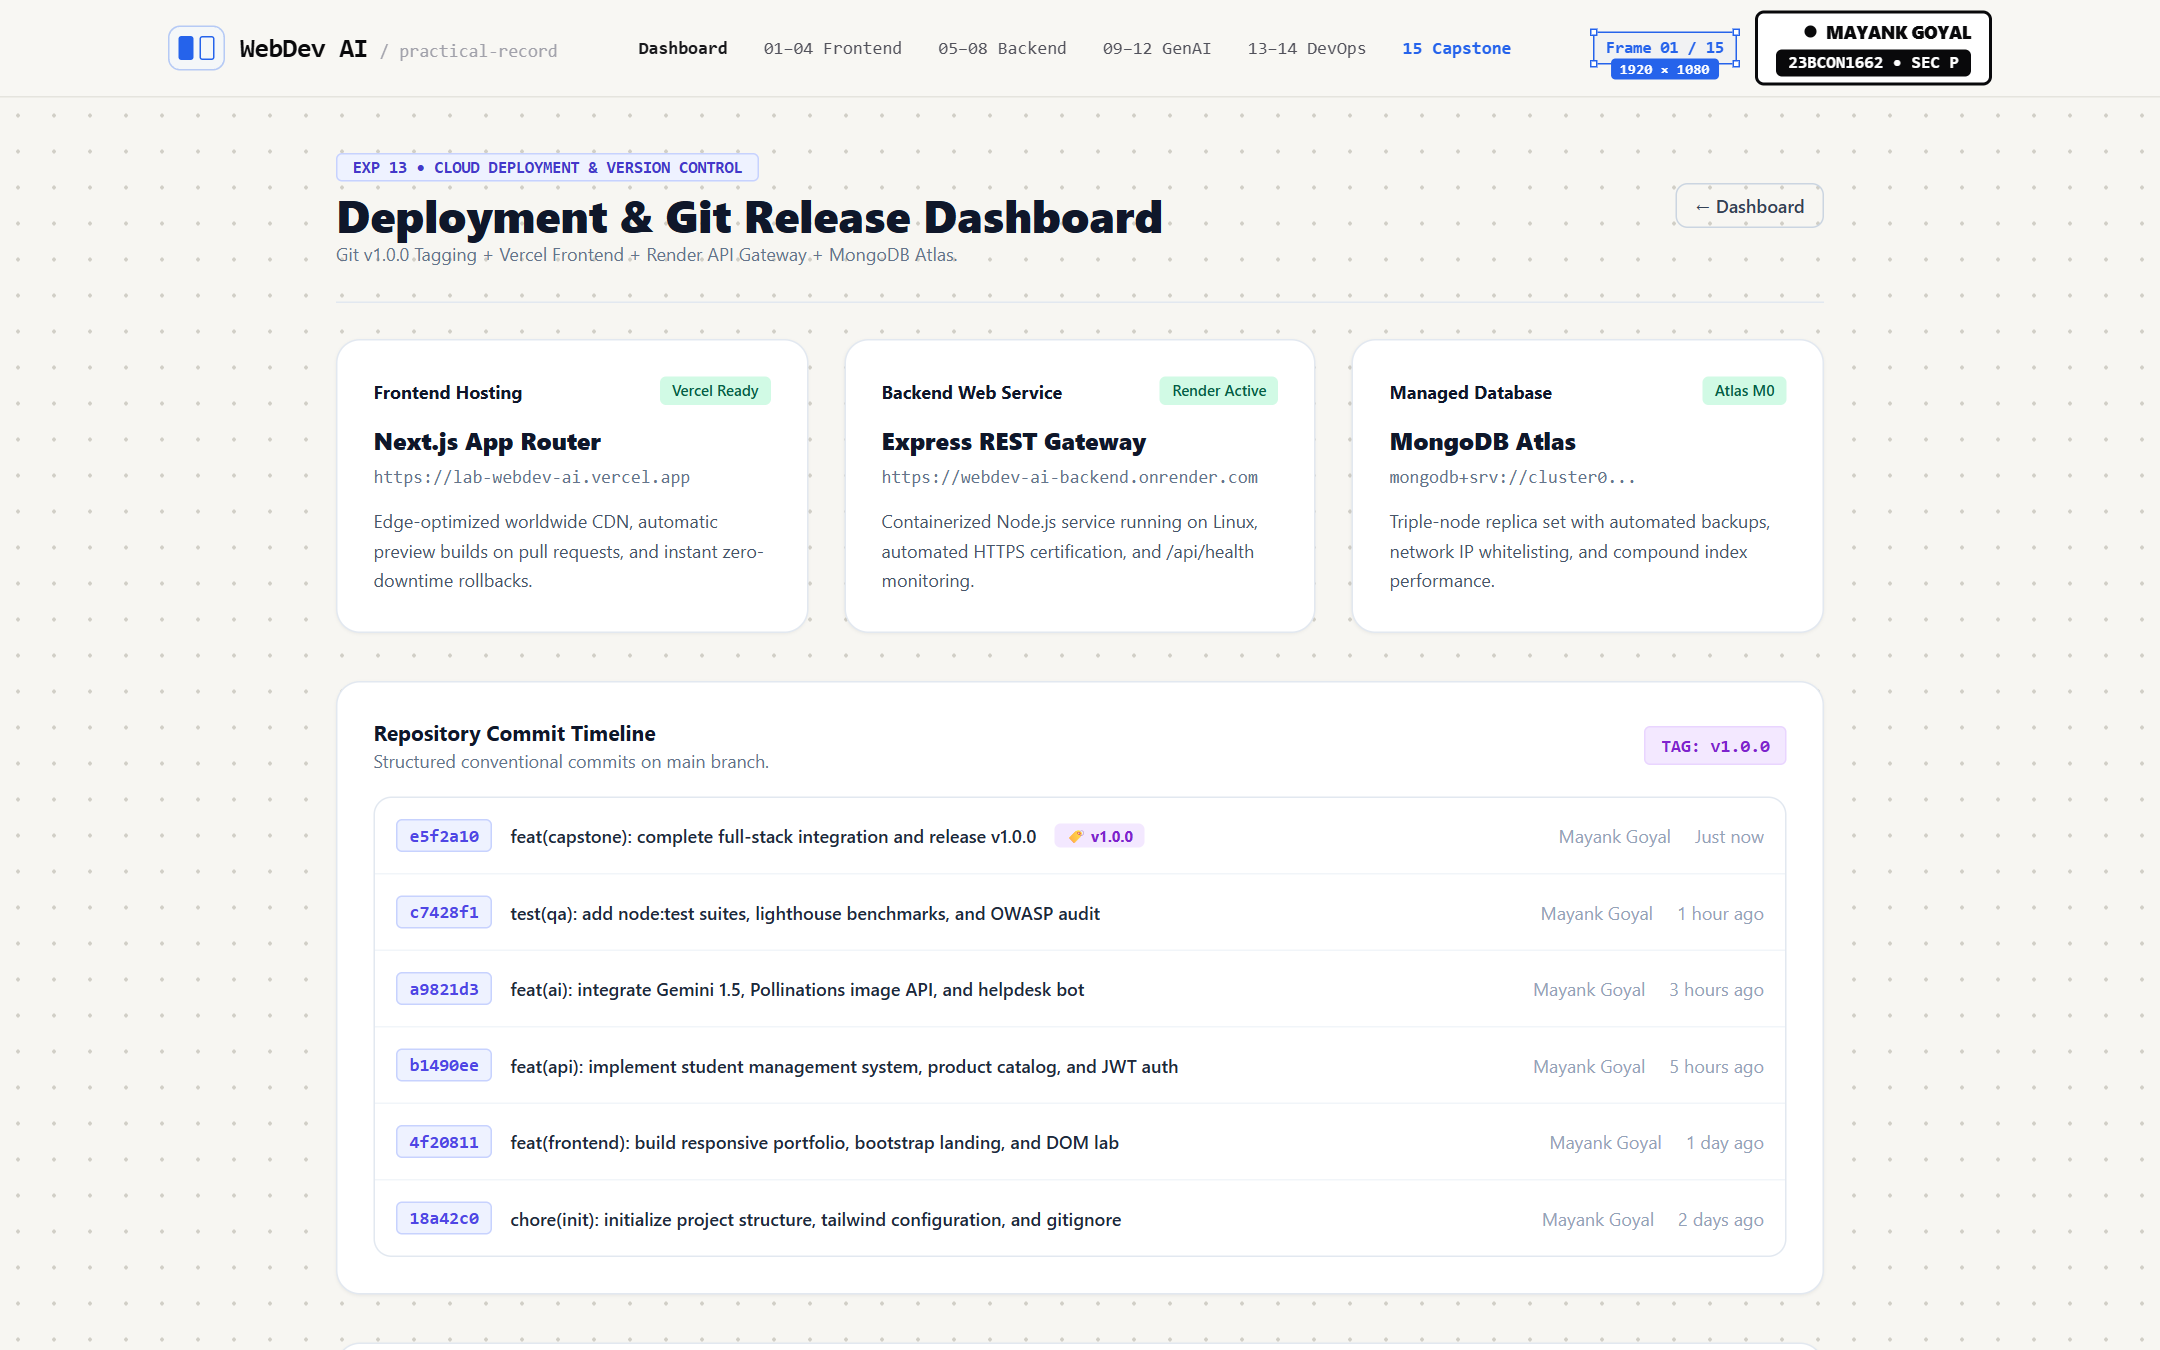 WebDev AI / practical-record
Dashboard
01–04 Frontend
05–08 Backend
09–12 GenAI
13–14 DevOps
15 Capstone
Frame 01 / 15
1920 × 1080
● MAYANK GOYAL
23BCON1662 • SEC P
EXP 13 • CLOUD DEPLOYMENT & VERSION CONTROL
Deployment & Git Release Dashboard
Git v1.0.0 Tagging + Vercel Frontend + Render API Gateway + MongoDB Atlas.
← Dashboard
Frontend Hosting
Vercel Ready
Next.js App Router
https://lab-webdev-ai.vercel.app
Edge-optimized worldwide CDN, automatic
preview builds on pull requests, and instant zero-
downtime rollbacks.
Backend Web Service
Render Active
Express REST Gateway
https://webdev-ai-backend.onrender.com
Containerized Node.js service running on Linux,
automated HTTPS certification, and /api/health
monitoring.
Managed Database
Atlas M0
MongoDB Atlas
mongodb+srv://cluster0...
Triple-node replica set with automated backups,
network IP whitelisting, and compound index
performance.
Repository Commit Timeline
Structured conventional commits on main branch.
TAG: v1.0.0
e5f2a10 feat(capstone): complete full-stack integration and release v1.0.0 🏷️ v1.0.0 Mayank Goyal Just now
c7428f1 test(qa): add node:test suites, lighthouse benchmarks, and OWASP audit Mayank Goyal 1 hour ago
a9821d3 feat(ai): integrate Gemini 1.5, Pollinations image API, and helpdesk bot Mayank Goyal 3 hours ago
b1490ee feat(api): implement student management system, product catalog, and JWT auth Mayank Goyal 5 hours ago
4f20811 feat(frontend): build responsive portfolio, bootstrap landing, and DOM lab Mayank Goyal 1 day ago
18a42c0 chore(init): initialize project structure, tailwind configuration, and gitignore Mayank Goyal 2 days ago